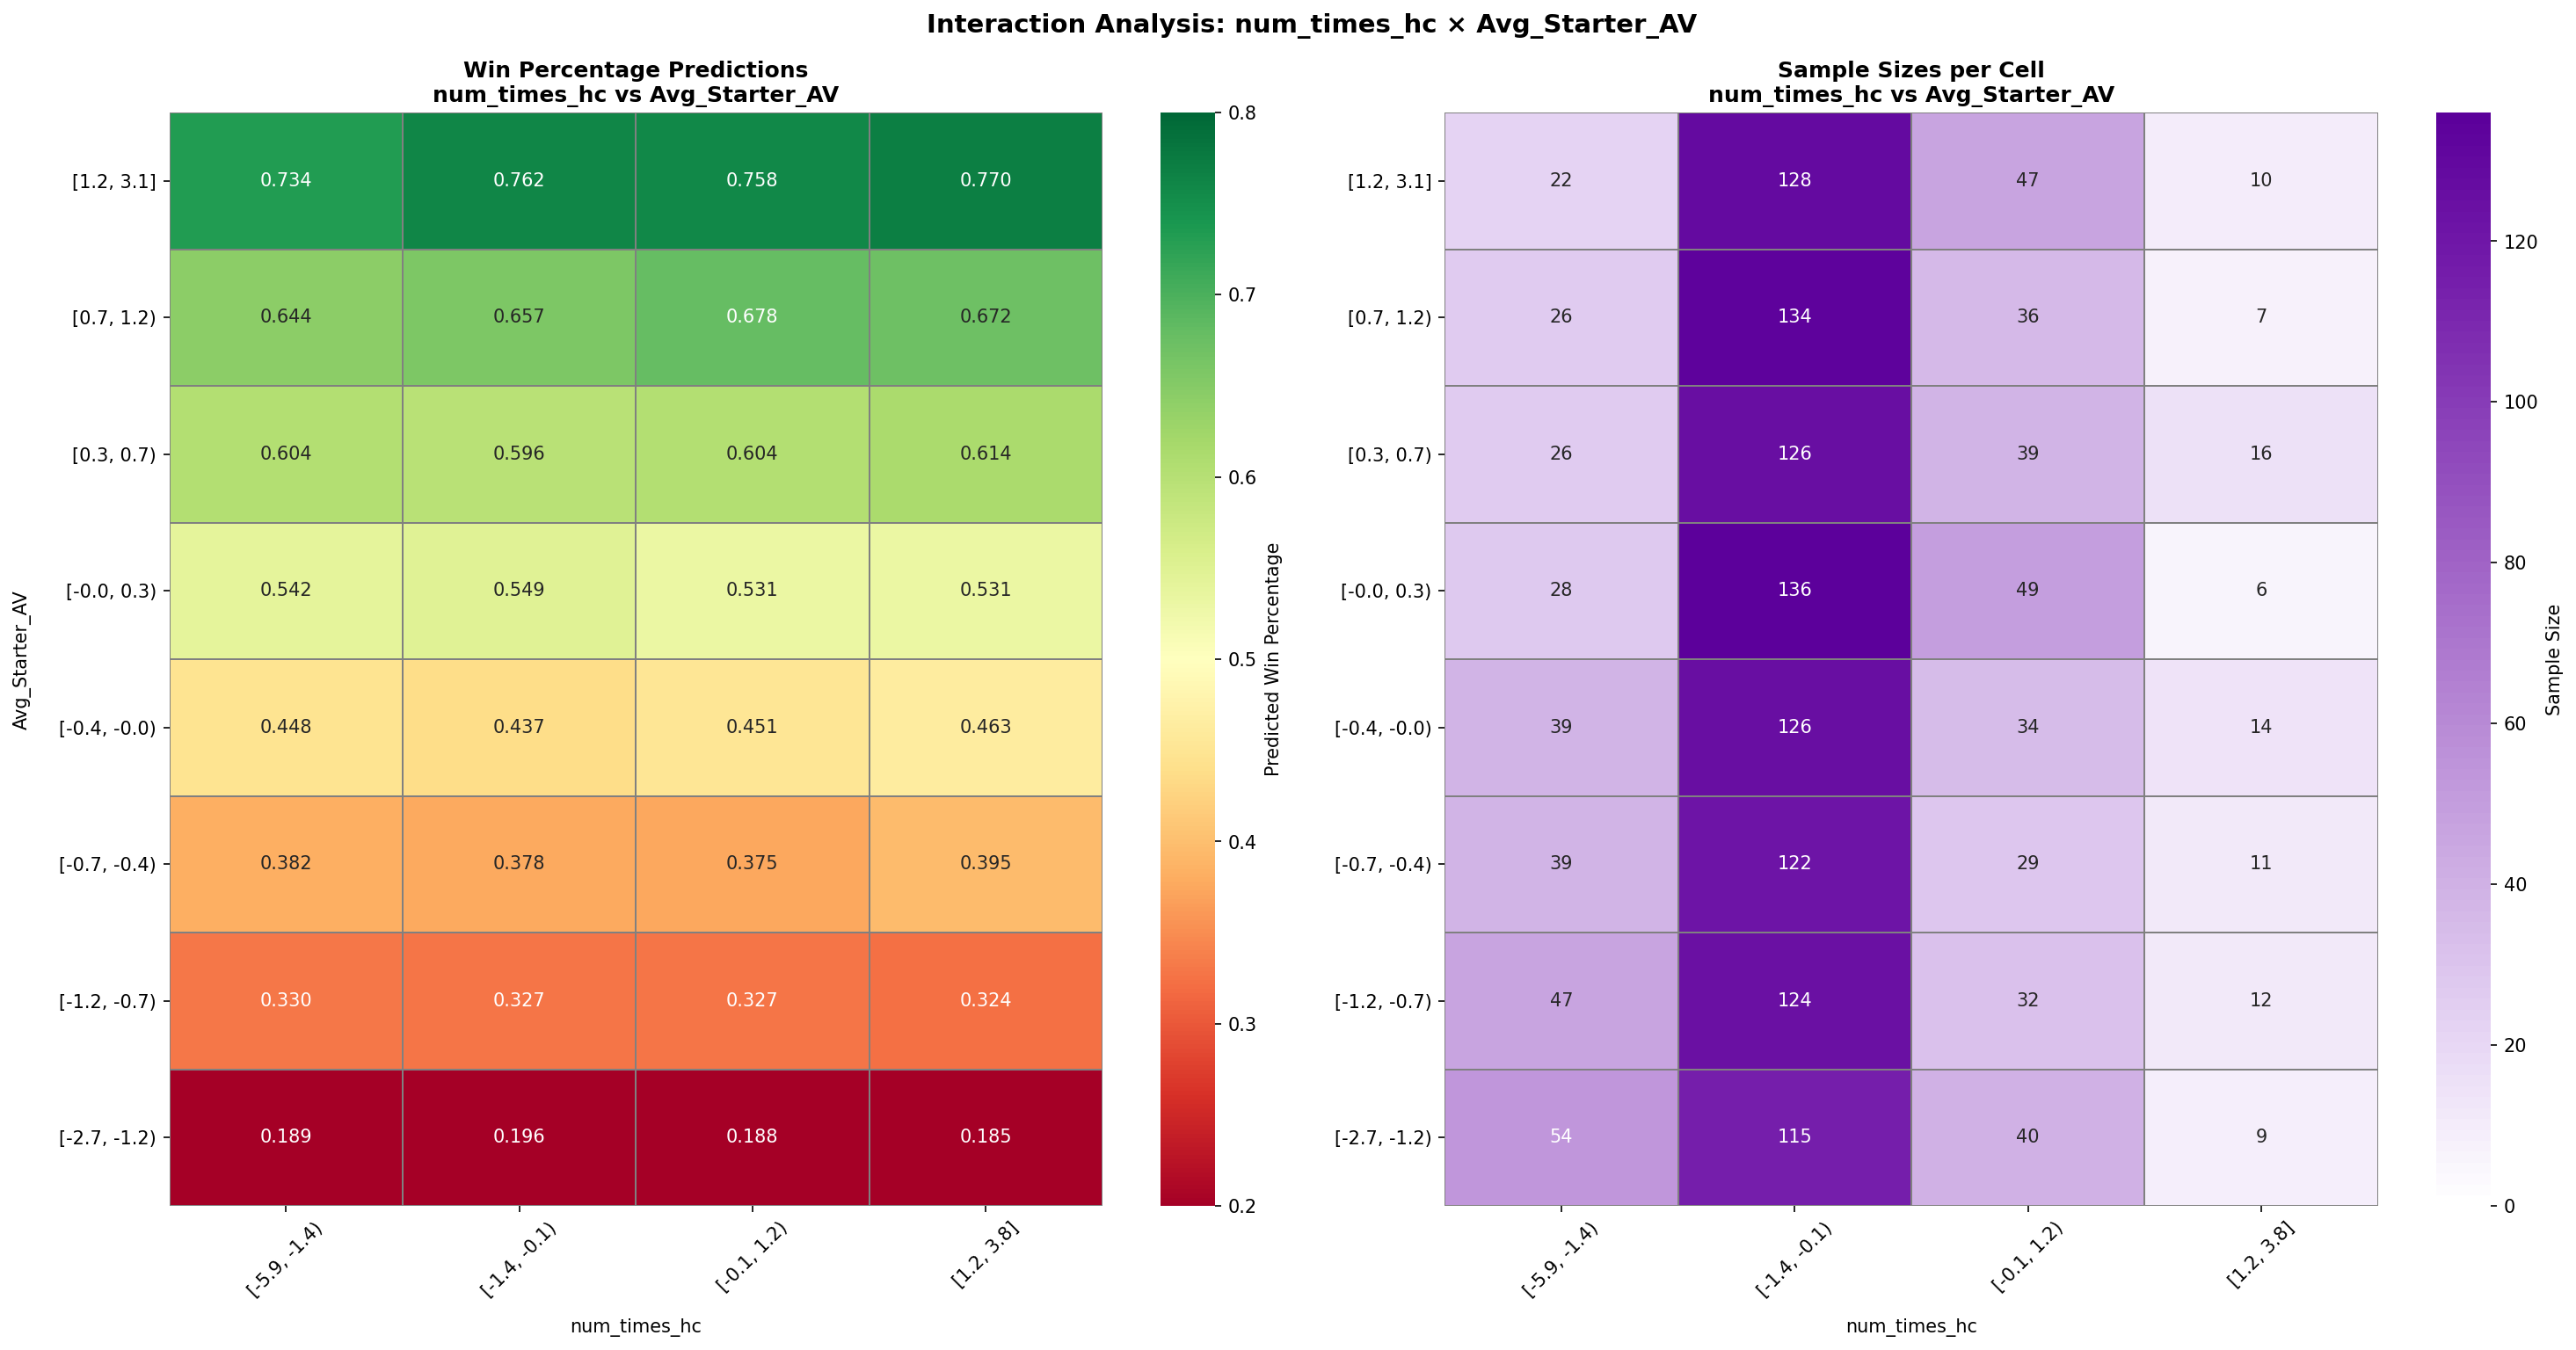 Interaction Analysis: num_times_hc × Avg_Starter_AV
Win Percentage Predictions
num_times_hc vs Avg_Starter_AV
Avg_Starter_AV
[1.2, 3.1] 0.734 0.762 0.758 0.770
[0.7, 1.2) 0.644 0.657 0.678 0.672
[0.3, 0.7) 0.604 0.596 0.604 0.614
[-0.0, 0.3) 0.542 0.549 0.531 0.531
[-0.4, -0.0) 0.448 0.437 0.451 0.463
[-0.7, -0.4) 0.382 0.378 0.375 0.395
[-1.2, -0.7) 0.330 0.327 0.327 0.324
[-2.7, -1.2) 0.189 0.196 0.188 0.185
[-5.9, -1.4) [-1.4, -0.1) [-0.1, 1.2) [1.2, 3.8]
num_times_hc
0.8
0.7
0.6
0.5
0.4
0.3
0.2
Predicted Win Percentage
Sample Sizes per Cell
num_times_hc vs Avg_Starter_AV
[1.2, 3.1] 22 128 47 10
[0.7, 1.2) 26 134 36 7
[0.3, 0.7) 26 126 39 16
[-0.0, 0.3) 28 136 49 6
[-0.4, -0.0) 39 126 34 14
[-0.7, -0.4) 39 122 29 11
[-1.2, -0.7) 47 124 32 12
[-2.7, -1.2) 54 115 40 9
[-5.9, -1.4) [-1.4, -0.1) [-0.1, 1.2) [1.2, 3.8]
num_times_hc
120
100
80
60
40
20
0
Sample Size